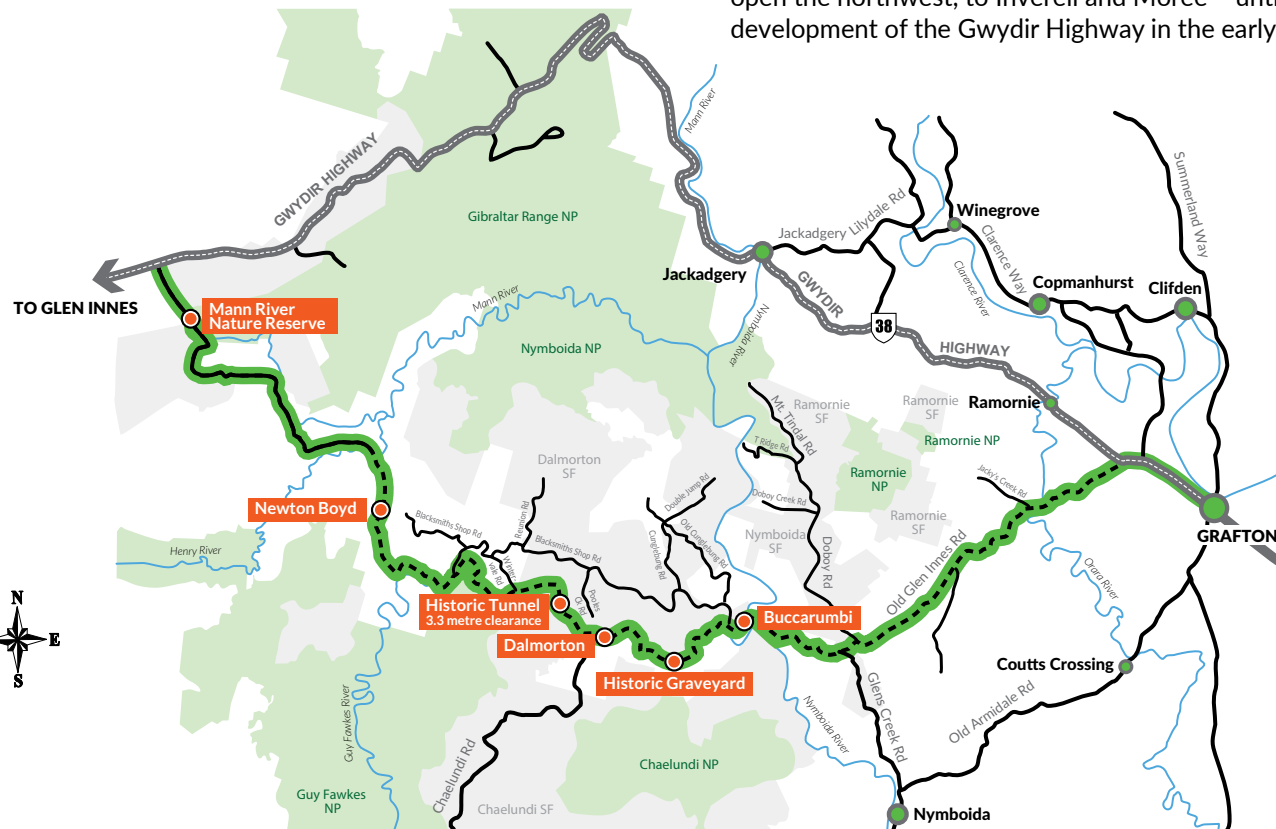 open the northwest, to Inverell and Moree – until
development of the Gwydir Highway in the early
Mann River
GWYDIR HIGHWAY
Summerland Way
Gibraltar Range NP
Jackadgery Lilydale Rd
Winegrove
Clarence Way
Jackadgery
Clarence River
Copmanhurst
Clifden
TO GLEN INNES
Mann River
Nature Reserve
Mann River
GWYDIR
38
HIGHWAY
Nymboida River
Nymboida NP
Ramornie
SF
Ramornie
SF
Ramornie
Mt. Tindal Rd
T Ridge Rd
Ramornie NP
Dalmorton
SF
Ramornie
NP
Jacky's Creek Rd
Double Jump Rd
Doboy Creek Rd
Newton Boyd
Blacksmiths Shop Rd
Reunion Rd
Cunglebung Rd
Old Cunglebung Rd
Ramornie
SF
GRAFTON
Henry River
Blacksmiths Shop Rd
Nymboida
SF
Doboy Rd
Old Glen Innes Rd
Orara River
Historic Tunnel
3.3 metre clearance
Buccarumbi
N
E
S
Dalmorton
Coutts Crossing
Historic Graveyard
Guy Fawkes River
Glens Creek Rd
Old Armidale Rd
Nymboida River
Chaelundi Rd
Chaelundi NP
Guy Fawkes
NP
Chaelundi SF
Nymboida